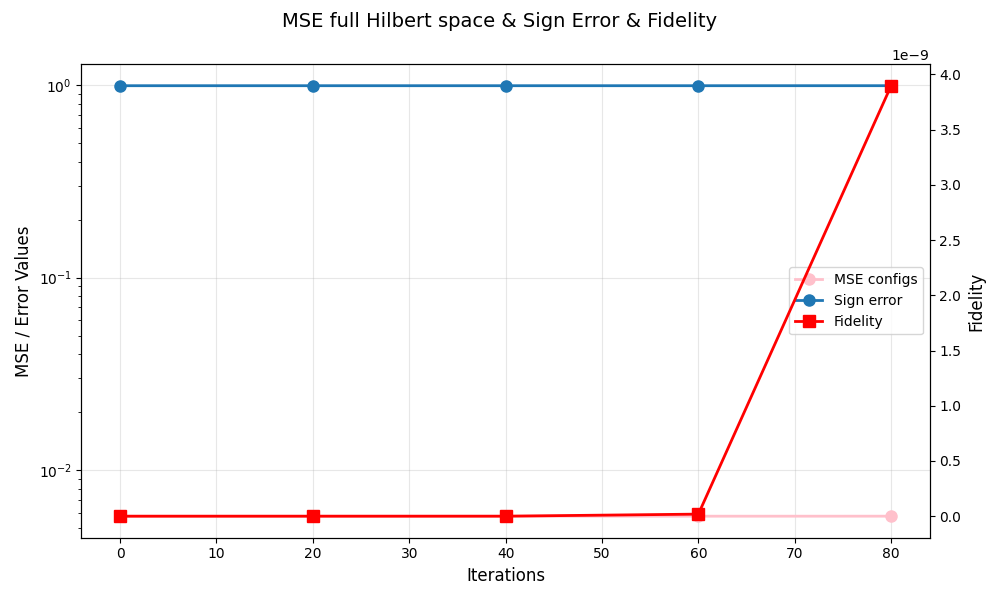 MSE full Hilbert space & Sign Error & Fidelity
1e−9
MSE / Error Values
10⁰
10⁻¹
10⁻²
4.0
3.5
3.0
2.5
2.0
1.5
1.0
0.5
0.0
Fidelity
MSE configs
Sign error
Fidelity
0 10 20 30 40 50 60 70 80
Iterations